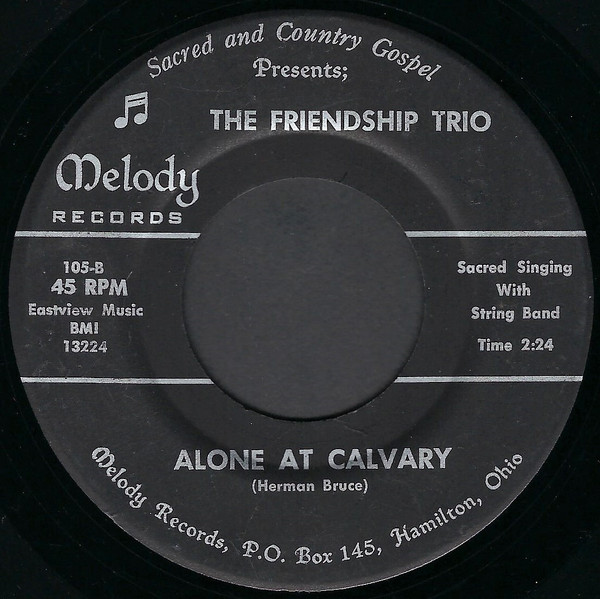 Sacred and Country Gospel
Presents;
THE FRIENDSHIP TRIO
Melody
RECORDS
105-B
45 RPM
Eastview Music
BMI
13224
Sacred Singing
With
String Band
Time 2:24
ALONE AT CALVARY
(Herman Bruce)
Melody Records, P.O. Box 145, Hamilton, Ohio